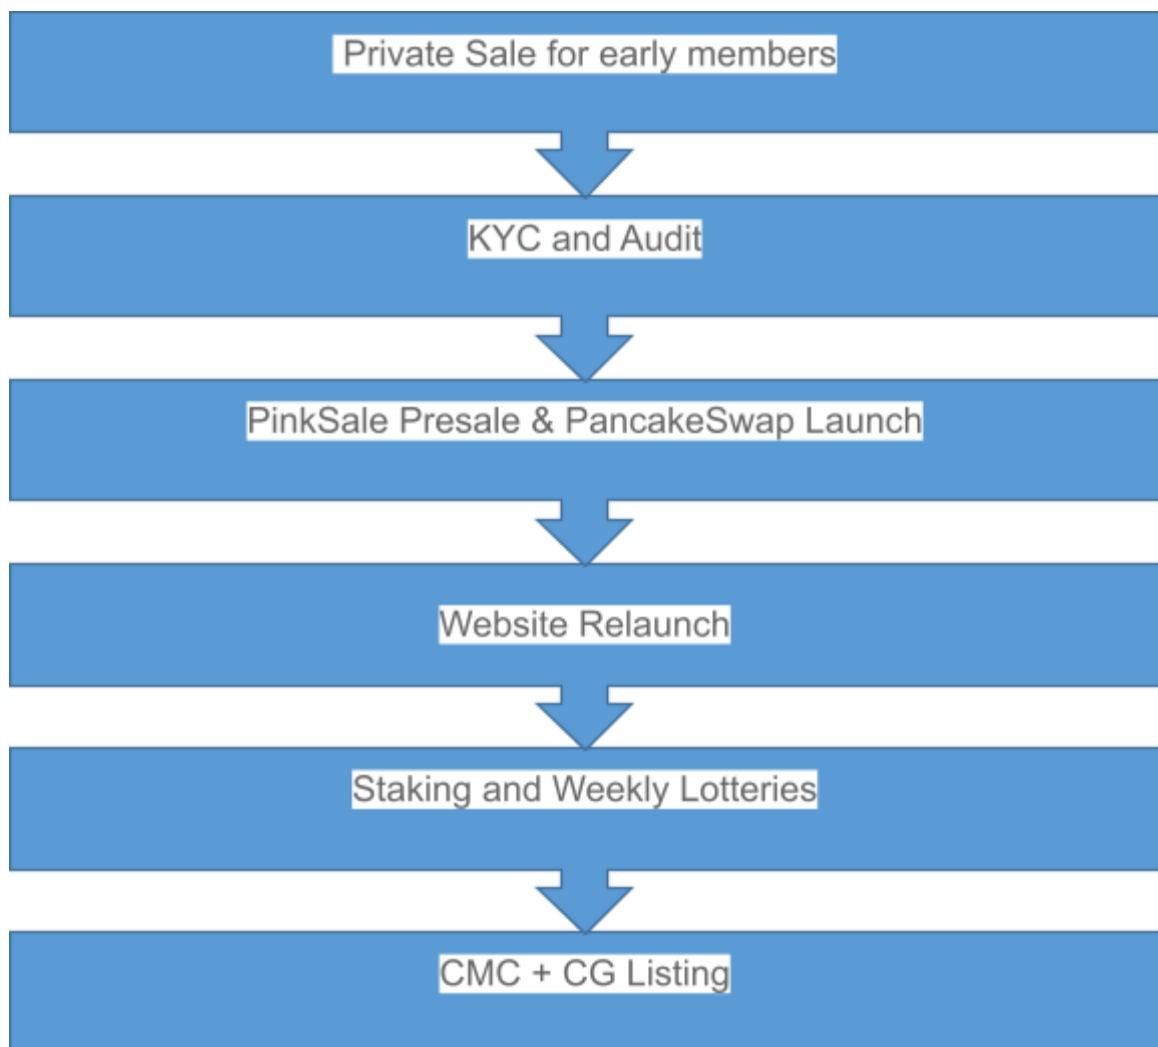 Private Sale for early members
KYC and Audit
PinkSale Presale & PancakeSwap Launch
Website Relaunch
Staking and Weekly Lotteries
CMC + CG Listing